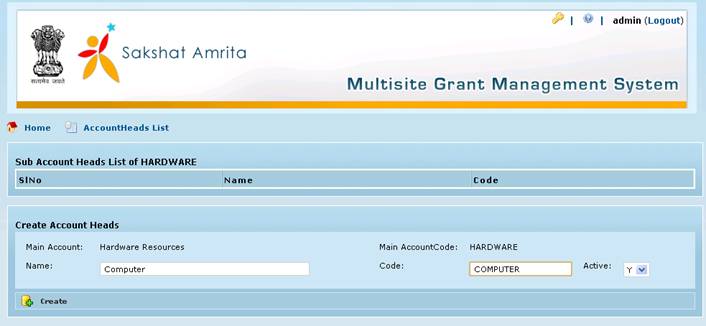 admin (Logout)
Sakshat Amrita
सत्यमेव जयते
Multisite Grant Management System
Home AccountHeads List
Sub Account Heads List of HARDWARE
SlNo Name Code
Create Account Heads
Main Account: Hardware Resources Main AccountCode: HARDWARE
Name: Computer Code: COMPUTER Active: Y
Create